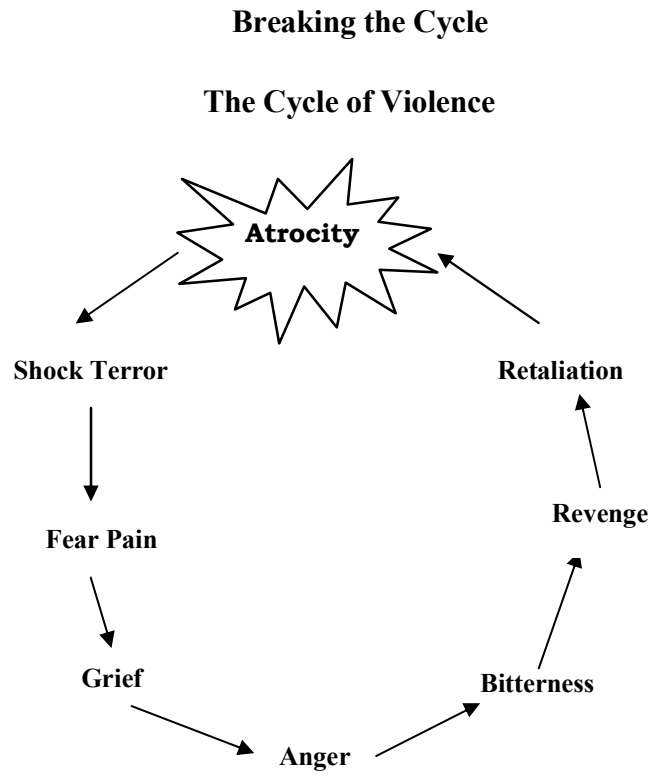 Breaking the Cycle
The Cycle of Violence
Atrocity
Shock Terror
Fear Pain
Grief
Anger
Bitterness
Revenge
Retaliation